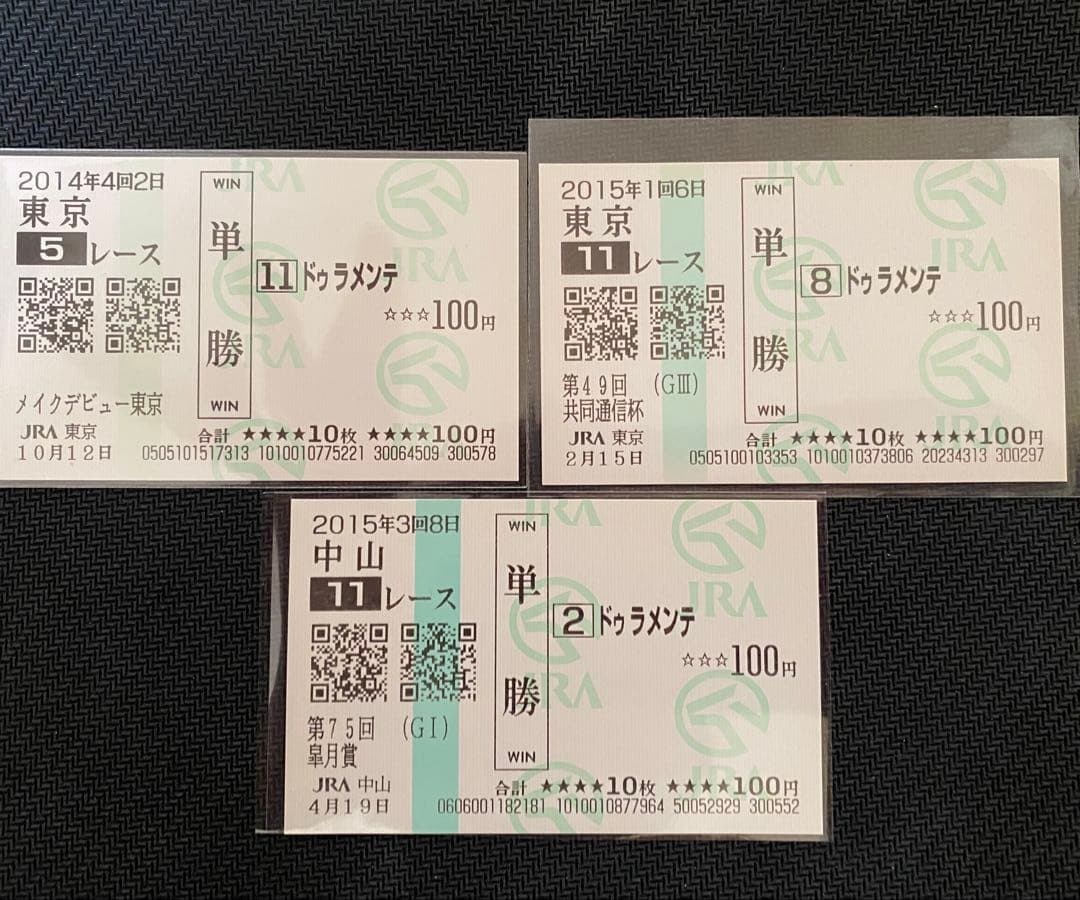 2014年4回2日
東京
5レース
メイクデビュー東京
JRA 東京
10月12日
WIN
単
勝
WIN
11 ドゥラメンテ
☆☆☆100円
合計 ★★★★10枚 ★★★★100円
0505101517313 1010010775221 30064509 300578
2015年1回6日
東京
11レース
第49回 (GⅢ)
共同通信杯
JRA 東京
2月15日
WIN
単
勝
WIN
8 ドゥラメンテ
☆☆☆100円
合計 ★★★★10枚 ★★★★100円
0505100103353 1010010373806 20234313 300297
2015年3回8日
中山
11レース
第75回 (GⅠ)
皐月賞
JRA 中山
4月19日
WIN
単
勝
WIN
2 ドゥラメンテ
☆☆☆100円
合計 ★★★★10枚 ★★★★100円
0606001182181 1010010877964 50052929 300552